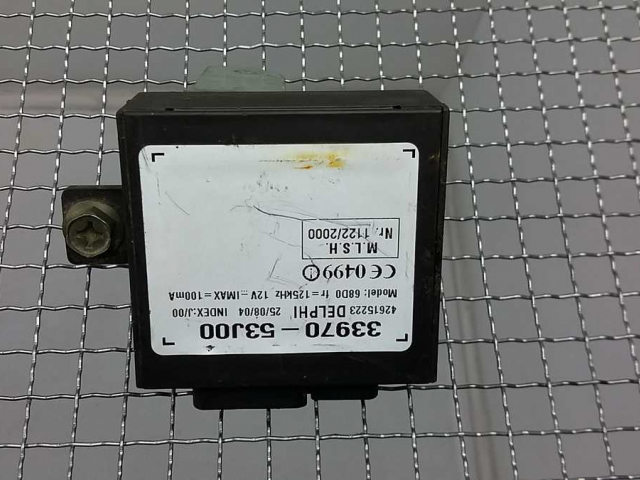 33970-53J00
42615223 DELPHI 25/08/04 INDEX:J/00
Model: 68D0 fr=125kHz 12V⎓IMAX=100mA
CE0499!
M.L.S.H.
Nr. 1122/2000